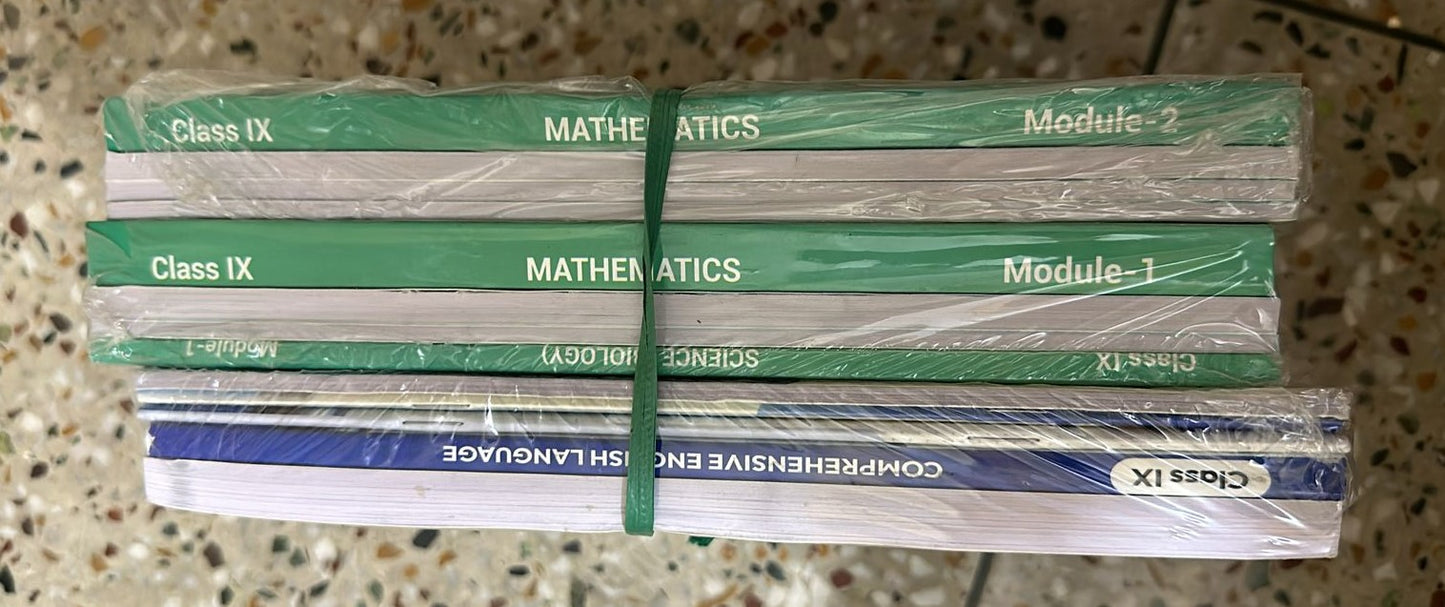 Class IX MATHEMATICS Module-2
Class IX MATHEMATICS Module-1
Class IX SCIENCE (BIOLOGY) Module-1
Class IX COMPREHENSIVE ENGLISH LANGUAGE